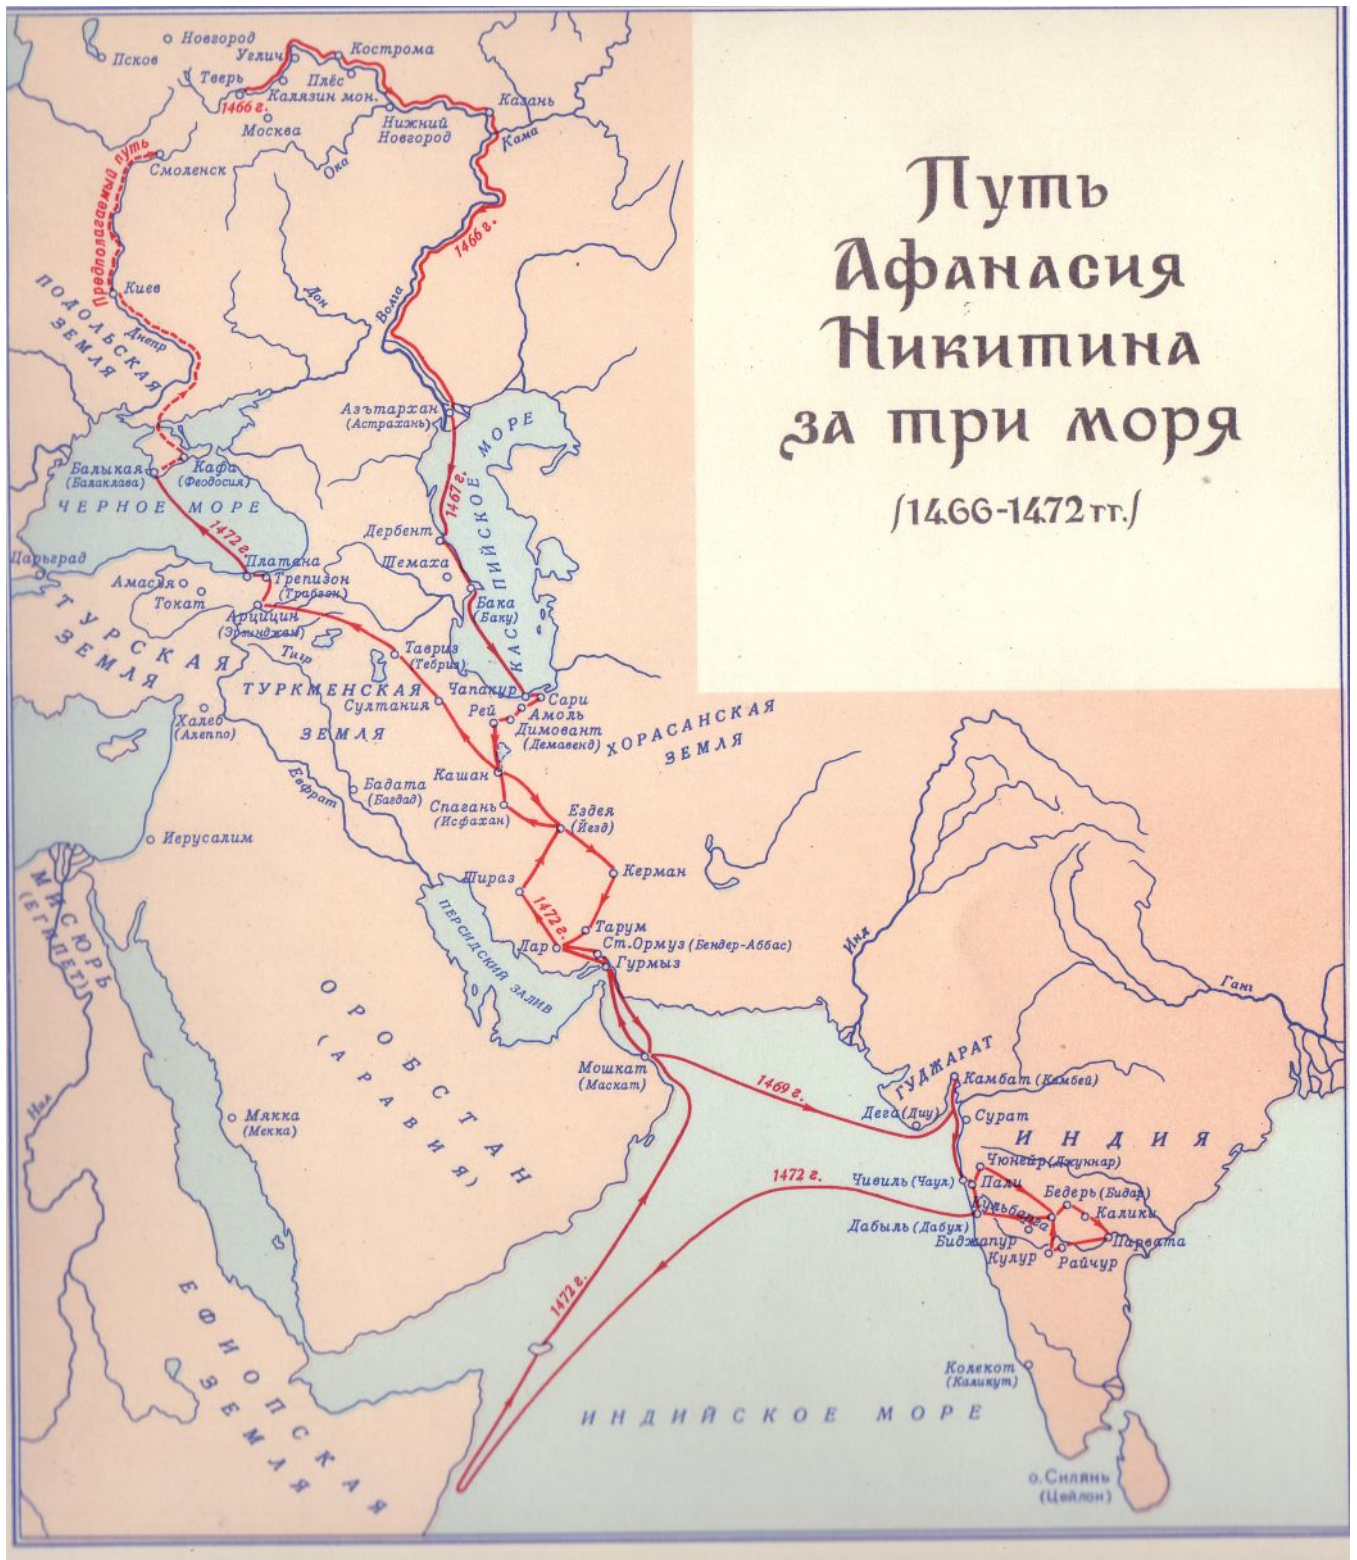 Путь
Афанасия
Никитина
за три моря
/1466-1472 гг./
Новгород
Псков
Углич
Кострома
Тверь
Плёс
Калязин мон.
1466 г.
Москва
Нижний
Новгород
Казань
Кама
Ока
Смоленск
Предполагаемый путь
1466 г.
Киев
Днепр
Дон
Волга
ПОДОЛЬСКАЯ
ЗЕМЛЯ
Азътархан
(Астрахань)
КАСПИЙСКОЕ МОРЕ
1467г.
Балыкая
(Балаклава)
Кафа
(Феодосия)
ЧЕРНОЕ МОРЕ
1472 г.
Дербент
Шемаха
Царьград
Платана
Трепизон
(Трабзон)
Амасья
Токат
Бака
(Баку)
Арцицин
(Эрзинджан)
ТУРСКАЯ
ЗЕМЛЯ
Тигр
Тавриз
(Тебриз)
ТУРКМЕНСКАЯ
ЗЕМЛЯ
Султания
Чапакур
Сари
Амоль
Рей
Димовант
(Демавенд)
ХОРАСАНСКАЯ
ЗЕМЛЯ
Халеб
(Алеппо)
Евфрат
Бадата
(Багдад)
Кашан
Спагань
(Исфахан)
Ездея
(Йезд)
Иерусалим
Керман
Шираз
1472 г.
МИСЮРЬ
(ЕГИПЕТ)
ПЕРСИДСКИЙ ЗАЛИВ
Тарум
Лар
Ст.Ормуз (Бендер-Аббас)
Гурмыз
Инд
Ганг
ОРОБСТАН
(АРАВИЯ)
Мошкат
(Маскат)
1469 г.
ГУДЖАРАТ
Камбат (Камбей)
Дега (Диу)
Сурат
Нил
Мякка
(Мекка)
ИНДИЯ
Чюнейр (Джуннар)
1472 г.
Чивиль (Чаул)
Пали
Бедерь (Бидар)
Кульбарга
Калики
Дабыль (Дабул)
Биджапур
Парвата
Кулур
Райчур
1472 г.
ЕФИОПСКАЯ
ЗЕМЛЯ
Колекот
(Каликут)
ИНДИЙСКОЕ МОРЕ
о. Силянь
(Цейлон)